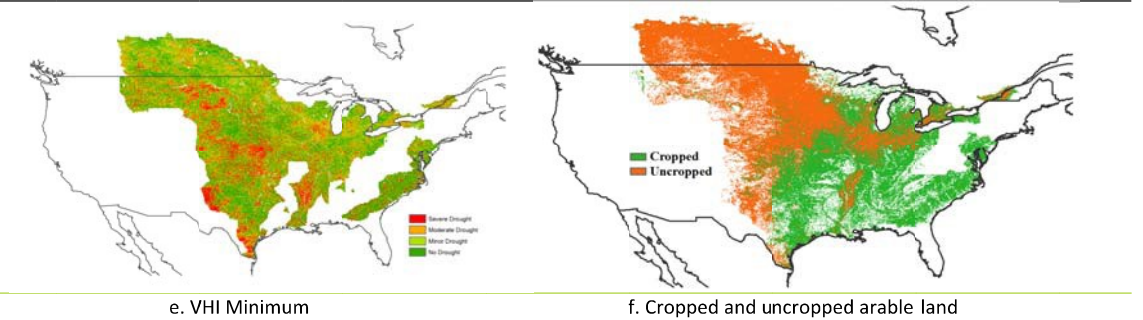 Severe Drought
Moderate Drought
Minor Drought
No Drought
Cropped
Uncropped
e. VHI Minimum
f. Cropped and uncropped arable land